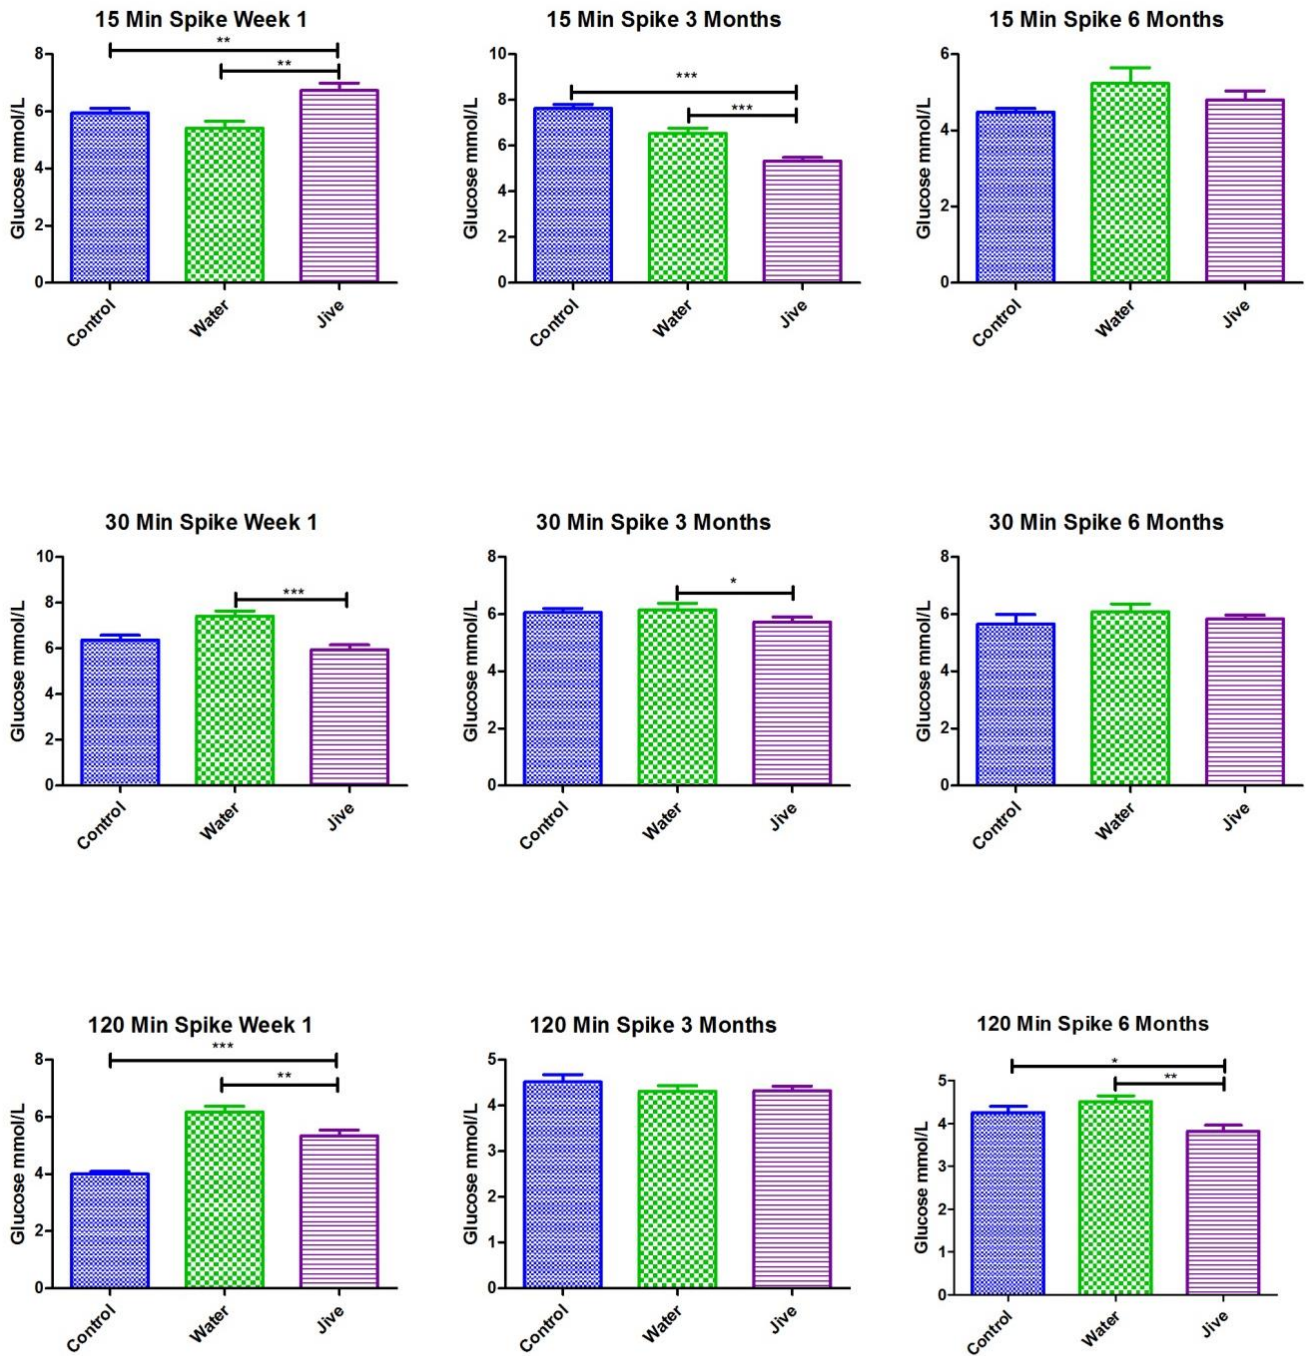 15 Min Spike Week 1
**
**
Glucose mmol/L
8
6
4
2
0
Control
Water
Jive
15 Min Spike 3 Months
***
***
Glucose mmol/L
10
8
6
4
2
0
Control
Water
Jive
15 Min Spike 6 Months
Glucose mmol/L
6
4
2
0
Control
Water
Jive
30 Min Spike Week 1
***
Glucose mmol/L
10
8
6
4
2
0
Control
Water
Jive
30 Min Spike 3 Months
*
Glucose mmol/L
8
6
4
2
0
Control
Water
Jive
30 Min Spike 6 Months
Glucose mmol/L
8
6
4
2
0
Control
Water
Jive
120 Min Spike Week 1
***
**
Glucose mmol/L
8
6
4
2
0
Control
Water
Jive
120 Min Spike 3 Months
Glucose mmol/L
5
4
3
2
1
0
Control
Water
Jive
120 Min Spike 6 Months
*
**
Glucose mmol/L
5
4
3
2
1
0
Control
Water
Jive